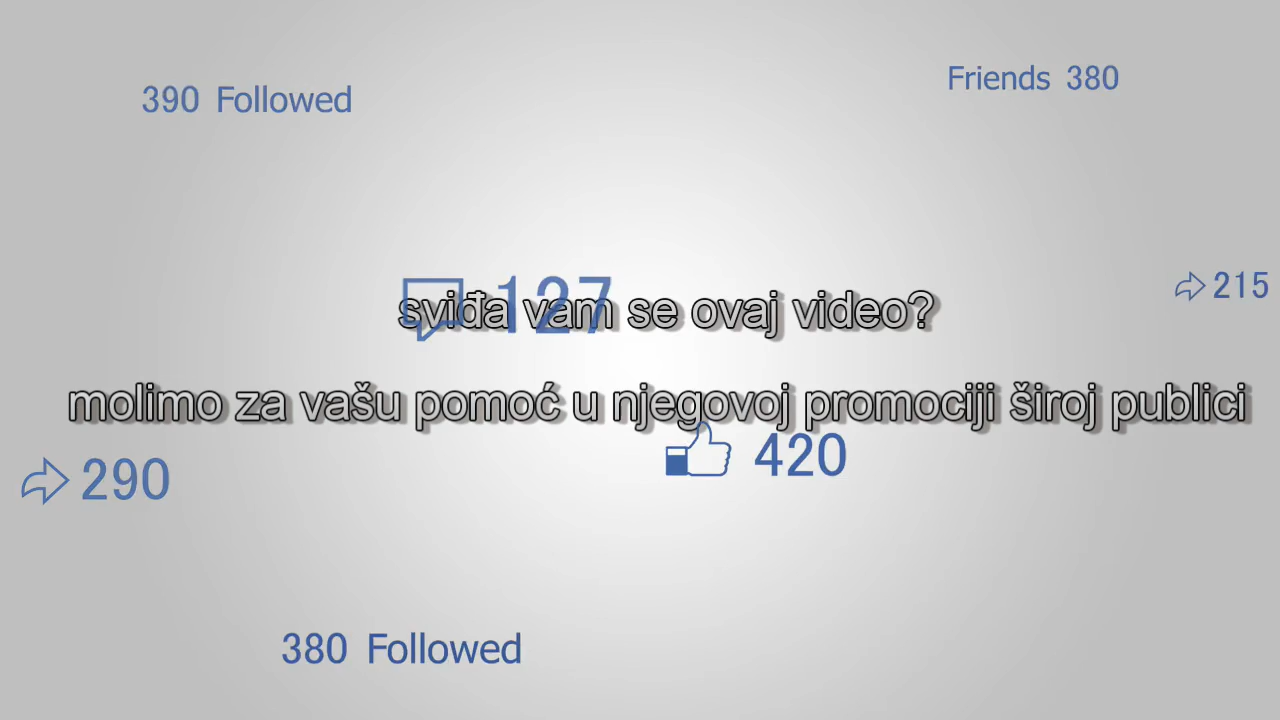 Friends 380
390 Followed
215
127
sviđa vam se ovaj video?
molimo za vašu pomoć u njegovoj promociji široj publici
420
290
380 Followed